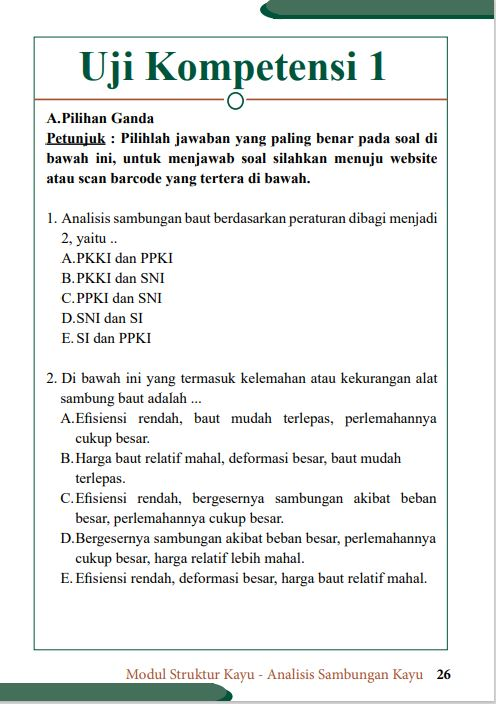 Uji Kompetensi 1
A.Pilihan Ganda
Petunjuk : Pilihlah jawaban yang paling benar pada soal di
bawah ini, untuk menjawab soal silahkan menuju website
atau scan barcode yang tertera di bawah.
1. Analisis sambungan baut berdasarkan peraturan dibagi menjadi
2, yaitu ..
A.PKKI dan PPKI
B.PKKI dan SNI
C.PPKI dan SNI
D.SNI dan SI
E. SI dan PPKI
2. Di bawah ini yang termasuk kelemahan atau kekurangan alat
sambung baut adalah ...
A.Efisiensi rendah, baut mudah terlepas, perlemahannya
cukup besar.
B.Harga baut relatif mahal, deformasi besar, baut mudah
terlepas.
C.Efisiensi rendah, bergesernya sambungan akibat beban
besar, perlemahannya cukup besar.
D.Bergesernya sambungan akibat beban besar, perlemahannya
cukup besar, harga relatif lebih mahal.
E. Efisiensi rendah, deformasi besar, harga baut relatif mahal.
Modul Struktur Kayu - Analisis Sambungan Kayu 26